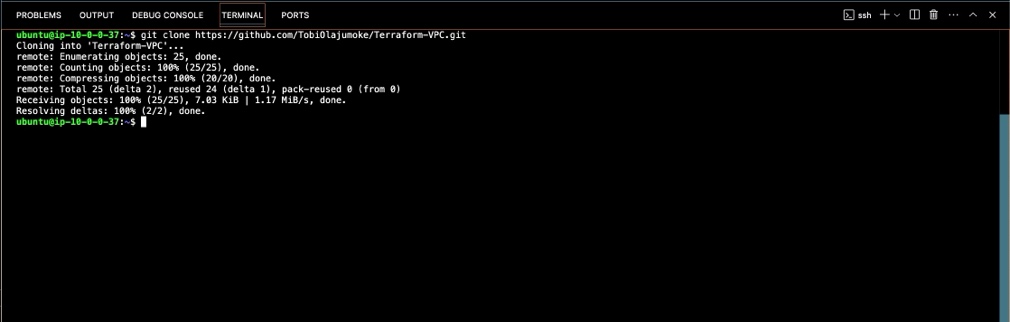 PROBLEMS OUTPUT DEBUG CONSOLE TERMINAL PORTS ssh
ubuntu@ip-10-0-0-37:~$ git clone https://github.com/TobiOlajumoke/Terraform-VPC.git
Cloning into 'Terraform-VPC'...
remote: Enumerating objects: 25, done.
remote: Counting objects: 100% (25/25), done.
remote: Compressing objects: 100% (20/20), done.
remote: Total 25 (delta 2), reused 24 (delta 1), pack-reused 0 (from 0)
Receiving objects: 100% (25/25), 7.03 KiB | 1.17 MiB/s, done.
Resolving deltas: 100% (2/2), done.
ubuntu@ip-10-0-0-37:~$